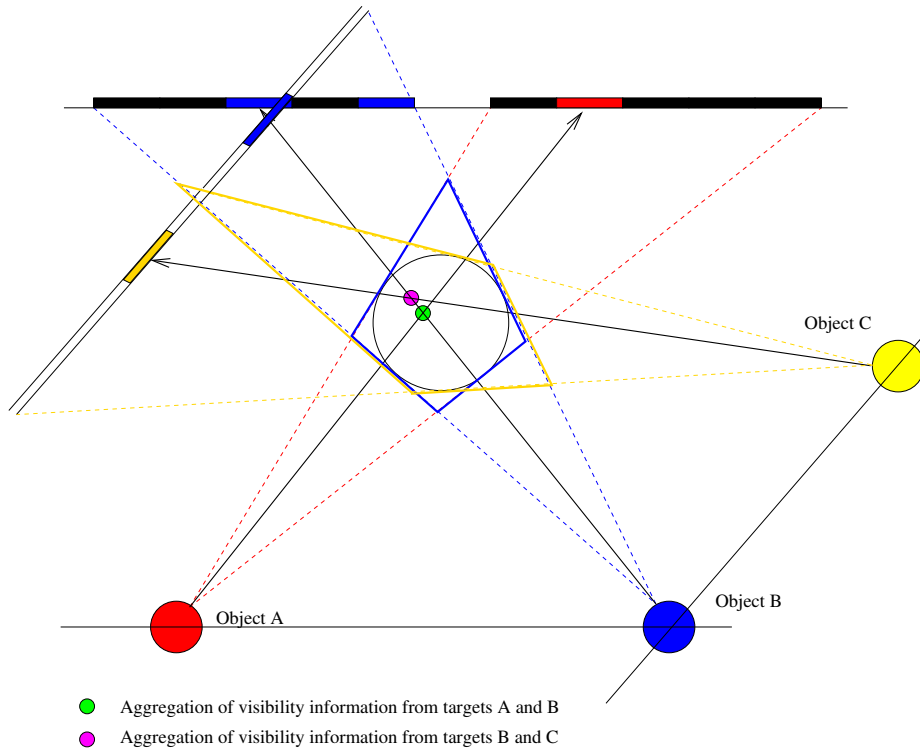 Object C
Object B
Object A
Aggregation of visibility information from targets A and B
Aggregation of visibility information from targets B and C